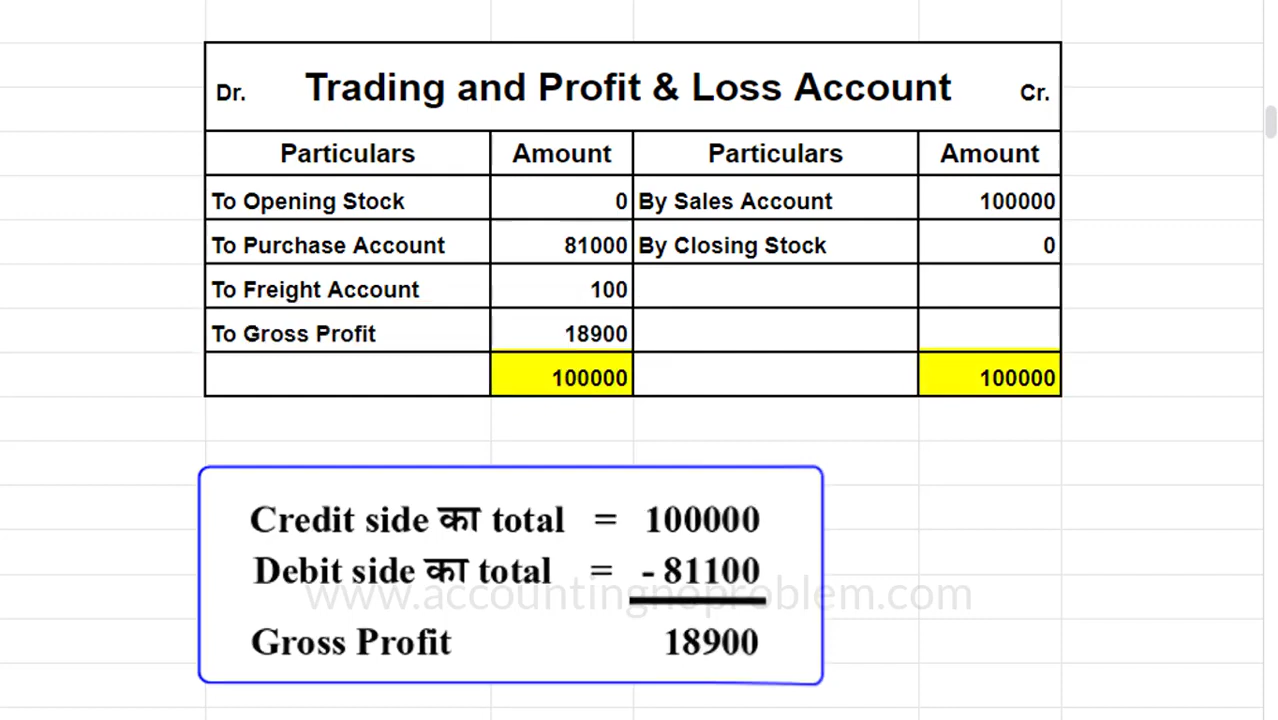 Dr. Trading and Profit & Loss Account Cr.
Particulars Amount Particulars Amount
To Opening Stock 0 By Sales Account 100000
To Purchase Account 81000 By Closing Stock 0
To Freight Account 100
To Gross Profit 18900
100000 100000
Credit side का total = 100000
Debit side का total = - 81100
www.accountingnoproblem.com
Gross Profit 18900